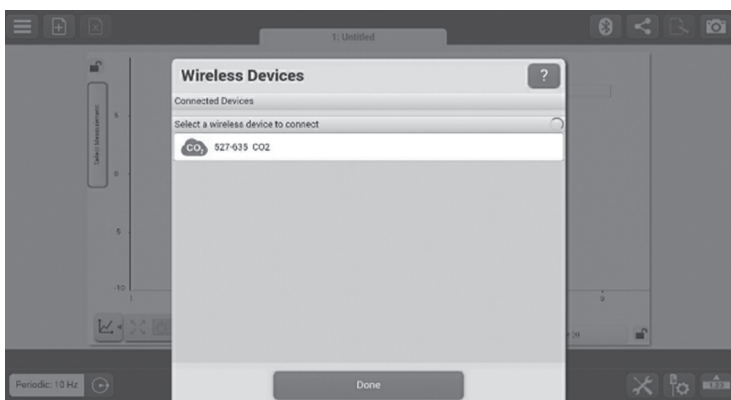 1: Untitled
Wireless Devices
?
Connected Devices
Select a wireless device to connect
CO₂ 527-635 CO2
Select Measurement
5
0
5
-10
Done
Periodic: 10 Hz